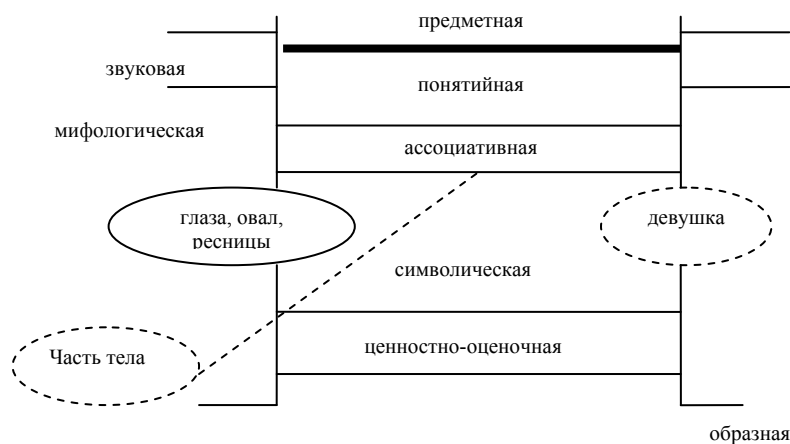 предметная
звуковая
понятийная
мифологическая
ассоциативная
глаза, овал,
ресницы
девушка
символическая
Часть тела
ценностно-оценочная
образная